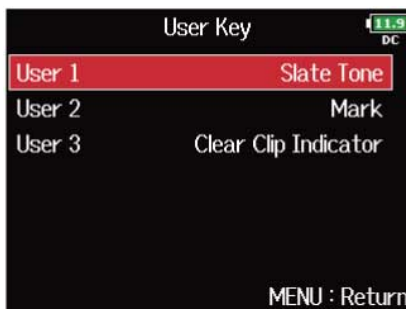 User Key
11.9
DC
User 1 Slate Tone
User 2 Mark
User 3 Clear Clip Indicator
MENU : Return